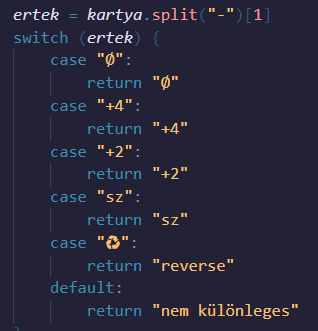 ertek = kartya.split("-")[1]
switch (ertek) {
case "Ø":
return "Ø"
case "+4":
return "+4"
case "+2":
return "+2"
case "sz":
return "sz"
case "♻":
return "reverse"
default:
return "nem különleges"
}